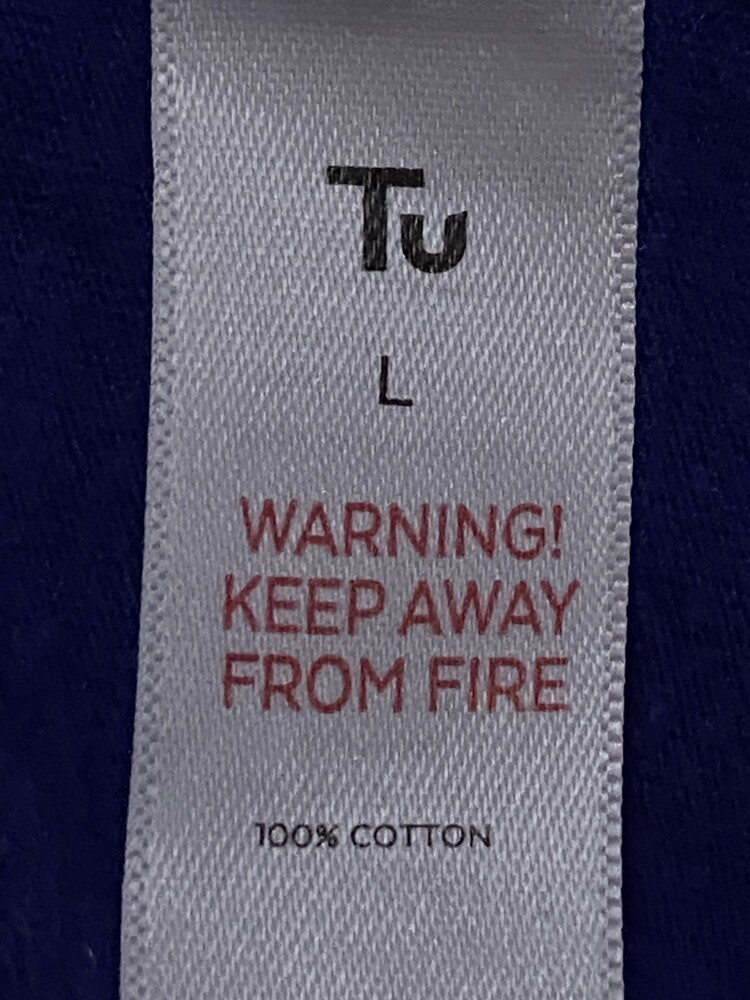 Tu
L
WARNING!
KEEP AWAY
FROM FIRE
100% COTTON